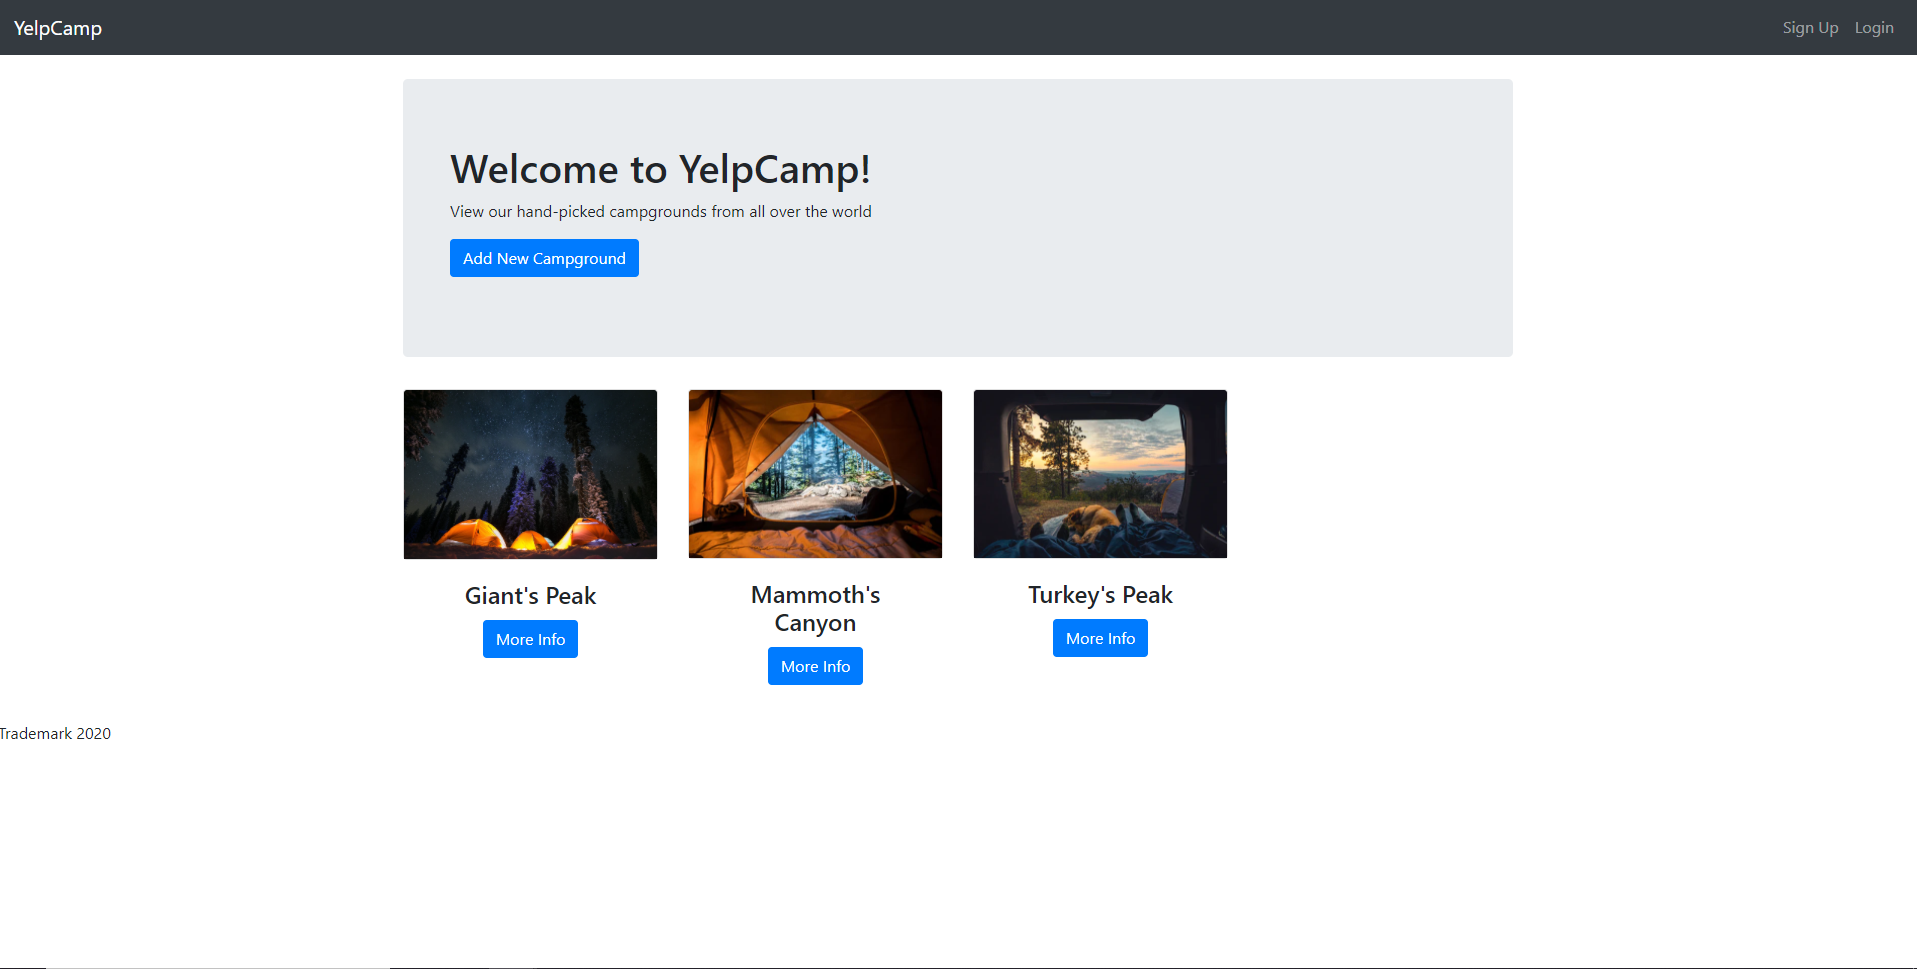 YelpCamp
Sign Up
Login
Welcome to YelpCamp!
View our hand-picked campgrounds from all over the world
Add New Campground
Giant's Peak
More Info
Mammoth's
Canyon
More Info
Turkey's Peak
More Info
Trademark 2020